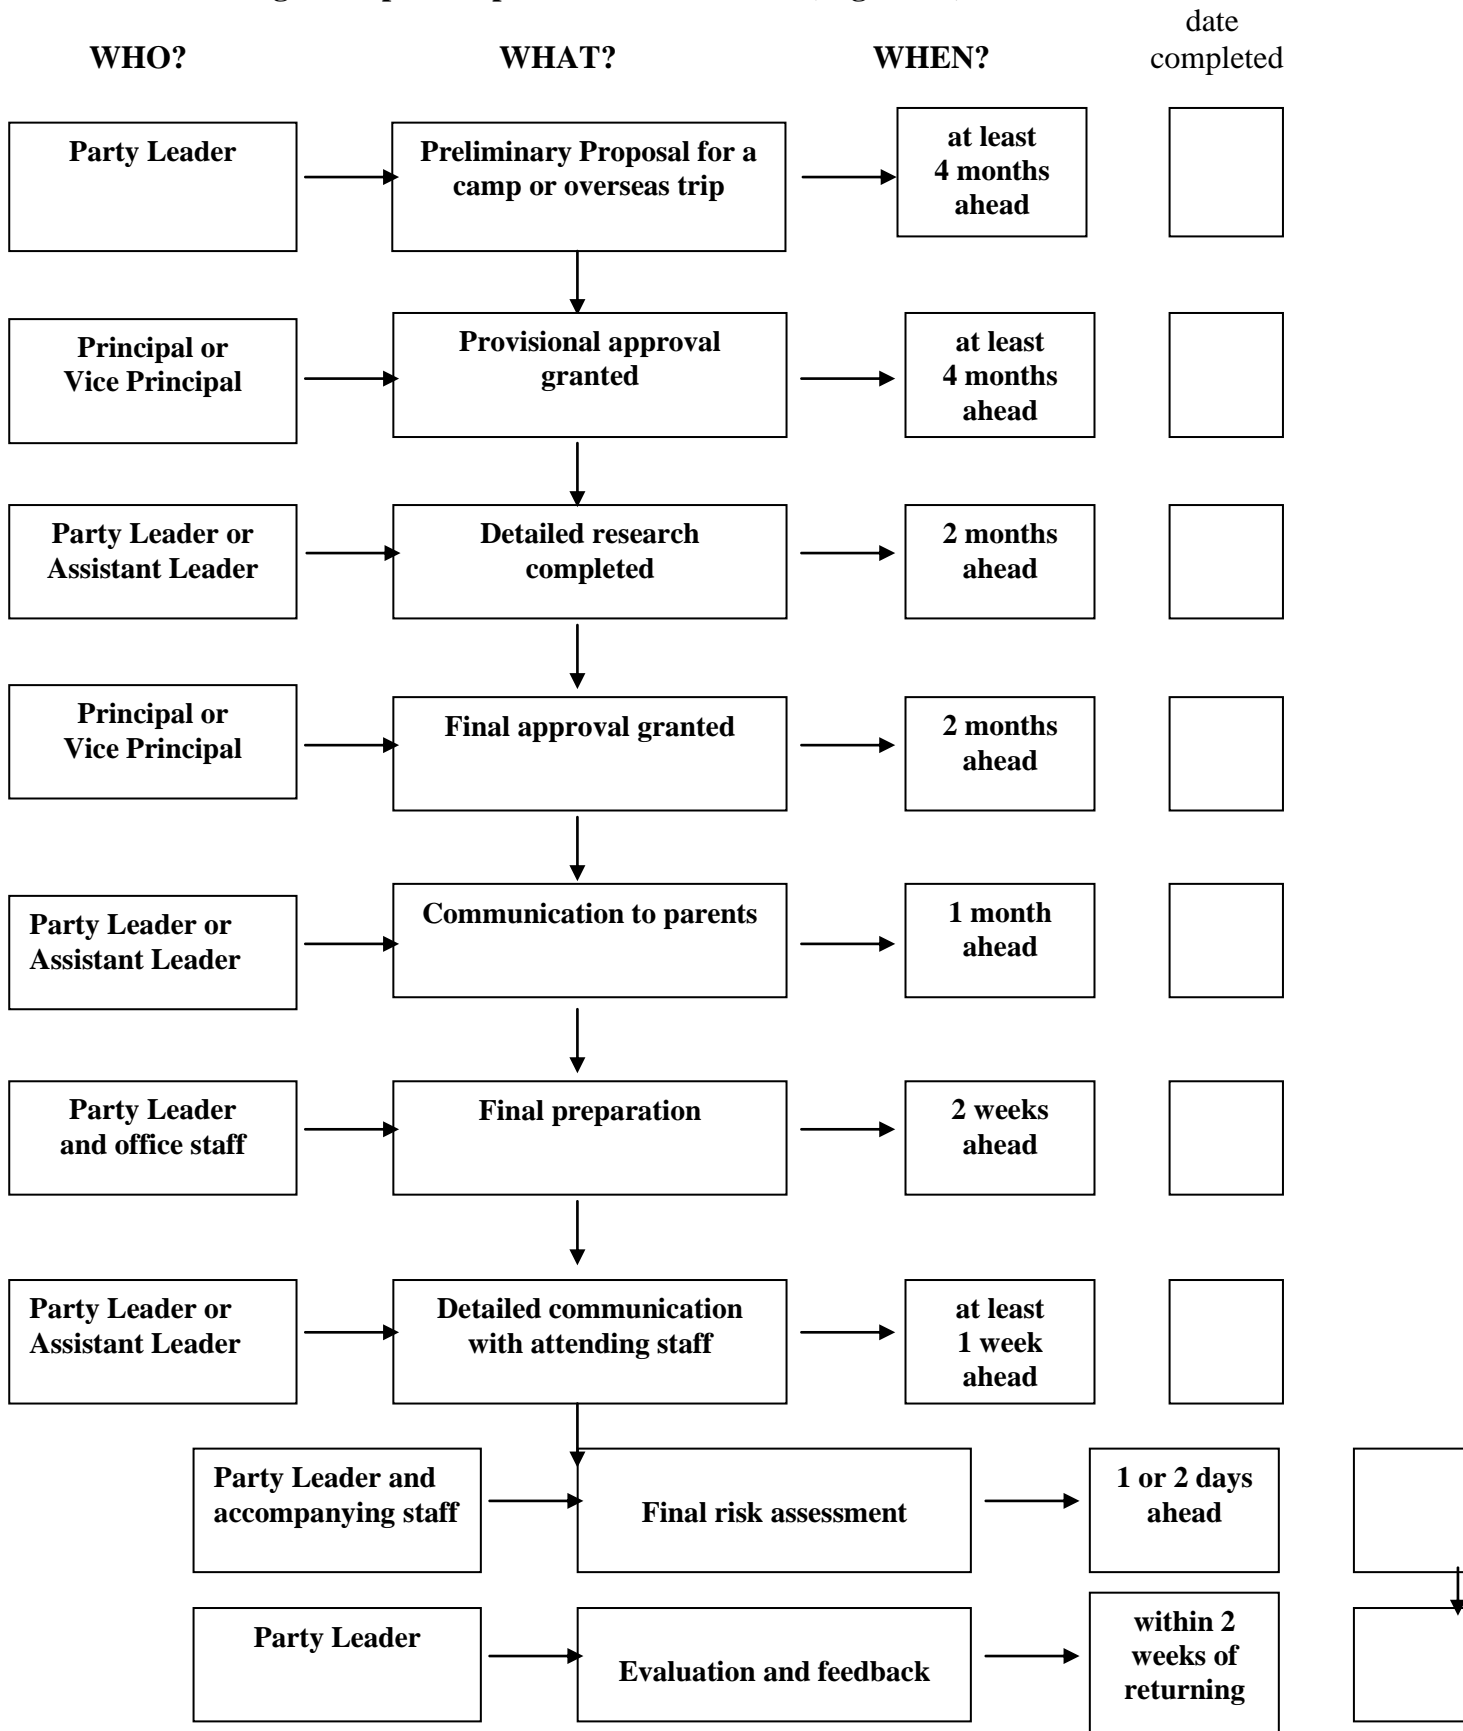 date
WHO? WHAT? WHEN? completed
Party Leader
Preliminary Proposal for a
camp or overseas trip
at least
4 months
ahead
Principal or
Vice Principal
Provisional approval
granted
at least
4 months
ahead
Party Leader or
Assistant Leader
Detailed research
completed
2 months
ahead
Principal or
Vice Principal
Final approval granted
2 months
ahead
Party Leader or
Assistant Leader
Communication to parents
1 month
ahead
Party Leader
and office staff
Final preparation
2 weeks
ahead
Party Leader or
Assistant Leader
Detailed communication
with attending staff
at least
1 week
ahead
Party Leader and
accompanying staff
Final risk assessment
1 or 2 days
ahead
Party Leader
Evaluation and feedback
within 2
weeks of
returning